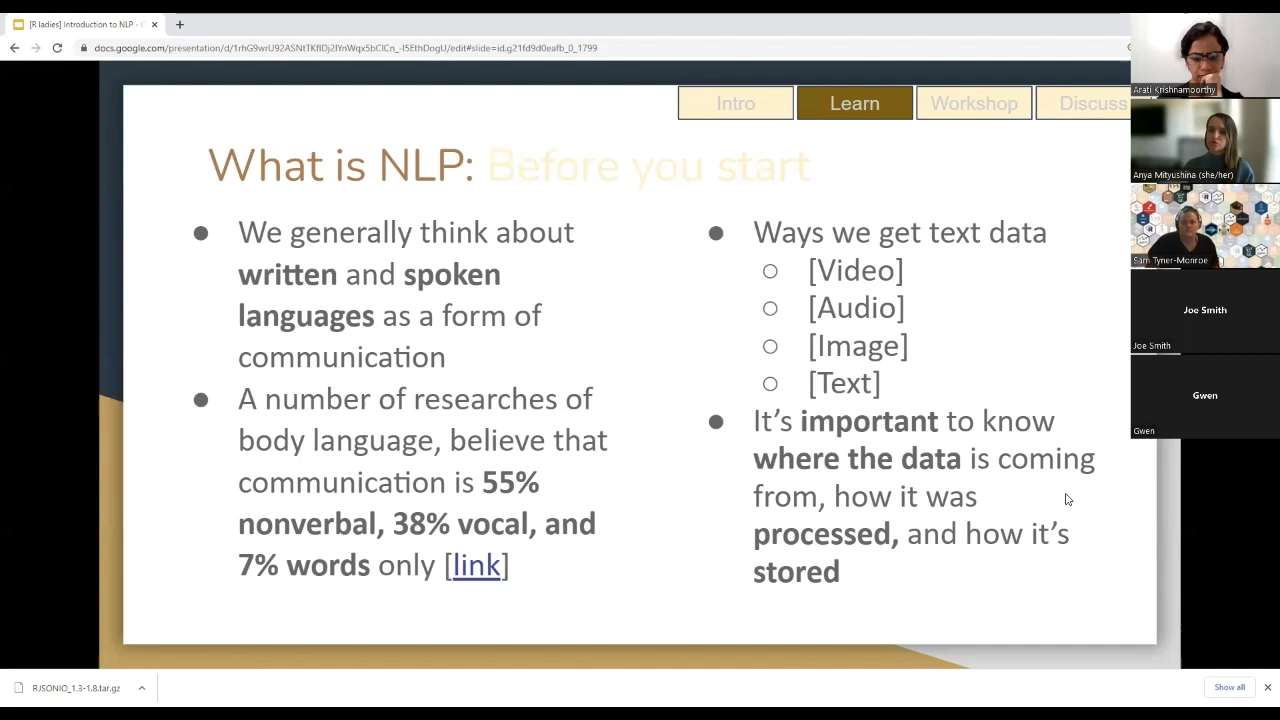 [R ladies] Introduction to NLP - G
docs.google.com/presentation/d/1rhG9wrU92ASNtTKflDj2lYnWqx5bClCn_-I5EthDogU/edit#slide=id.g21fd9d0eafb_0_1799
Intro
Learn
Workshop
Discuss
What is NLP: Before you start
● We generally think about
written and spoken
languages as a form of
communication
● A number of researches of
body language, believe that
communication is 55%
nonverbal, 38% vocal, and
7% words only [link]
● Ways we get text data
○ [Video]
○ [Audio]
○ [Image]
○ [Text]
● It’s important to know
where the data is coming
from, how it was
processed, and how it’s
stored
Arati Krishnamoorthy
Anya Mityushina (she/her)
Sam Tyner-Monroe
Joe Smith
Joe Smith
Gwen
Gwen
RJSONIO_1.3-1.8.tar.gz
Show all